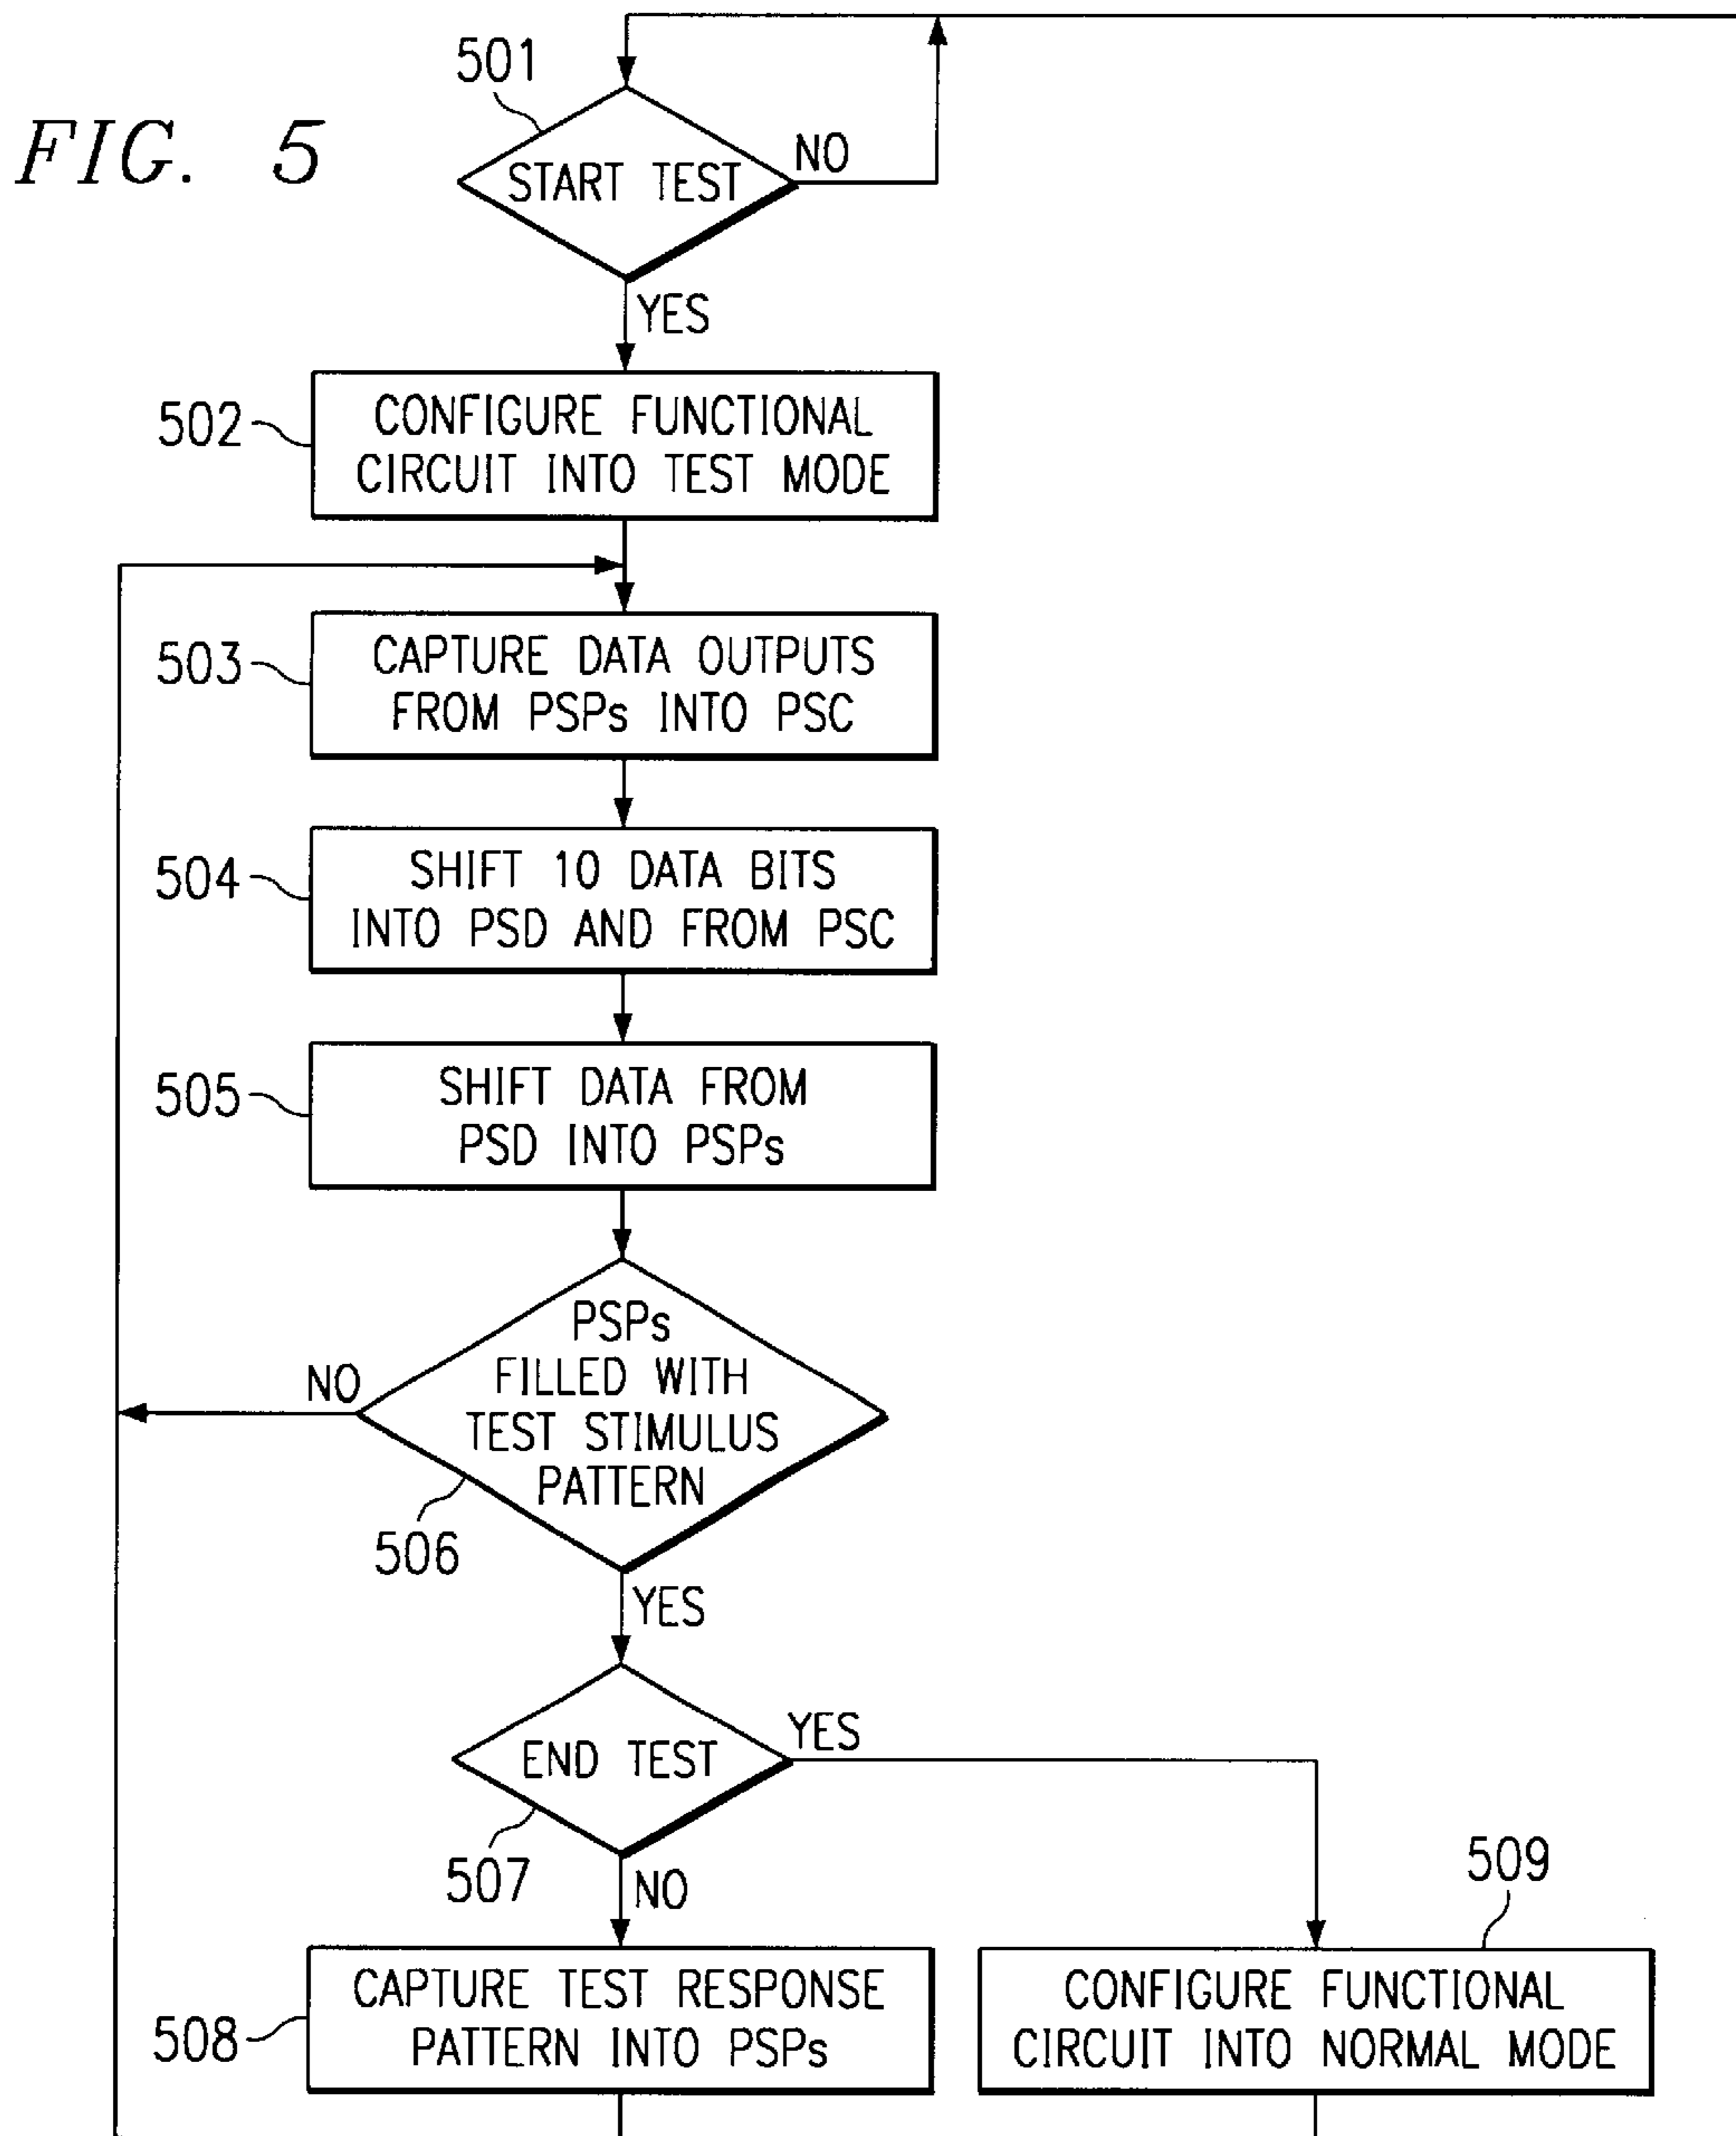 FIG. 5
501
START TEST
NO
YES
502
CONFIGURE FUNCTIONAL
CIRCUIT INTO TEST MODE
503
CAPTURE DATA OUTPUTS
FROM PSPs INTO PSC
504
SHIFT 10 DATA BITS
INTO PSD AND FROM PSC
505
SHIFT DATA FROM
PSD INTO PSPs
PSPs
FILLED WITH
TEST STIMULUS
PATTERN
NO
506
YES
END TEST
YES
507
NO
509
508
CAPTURE TEST RESPONSE
PATTERN INTO PSPs
CONFIGURE FUNCTIONAL
CIRCUIT INTO NORMAL MODE